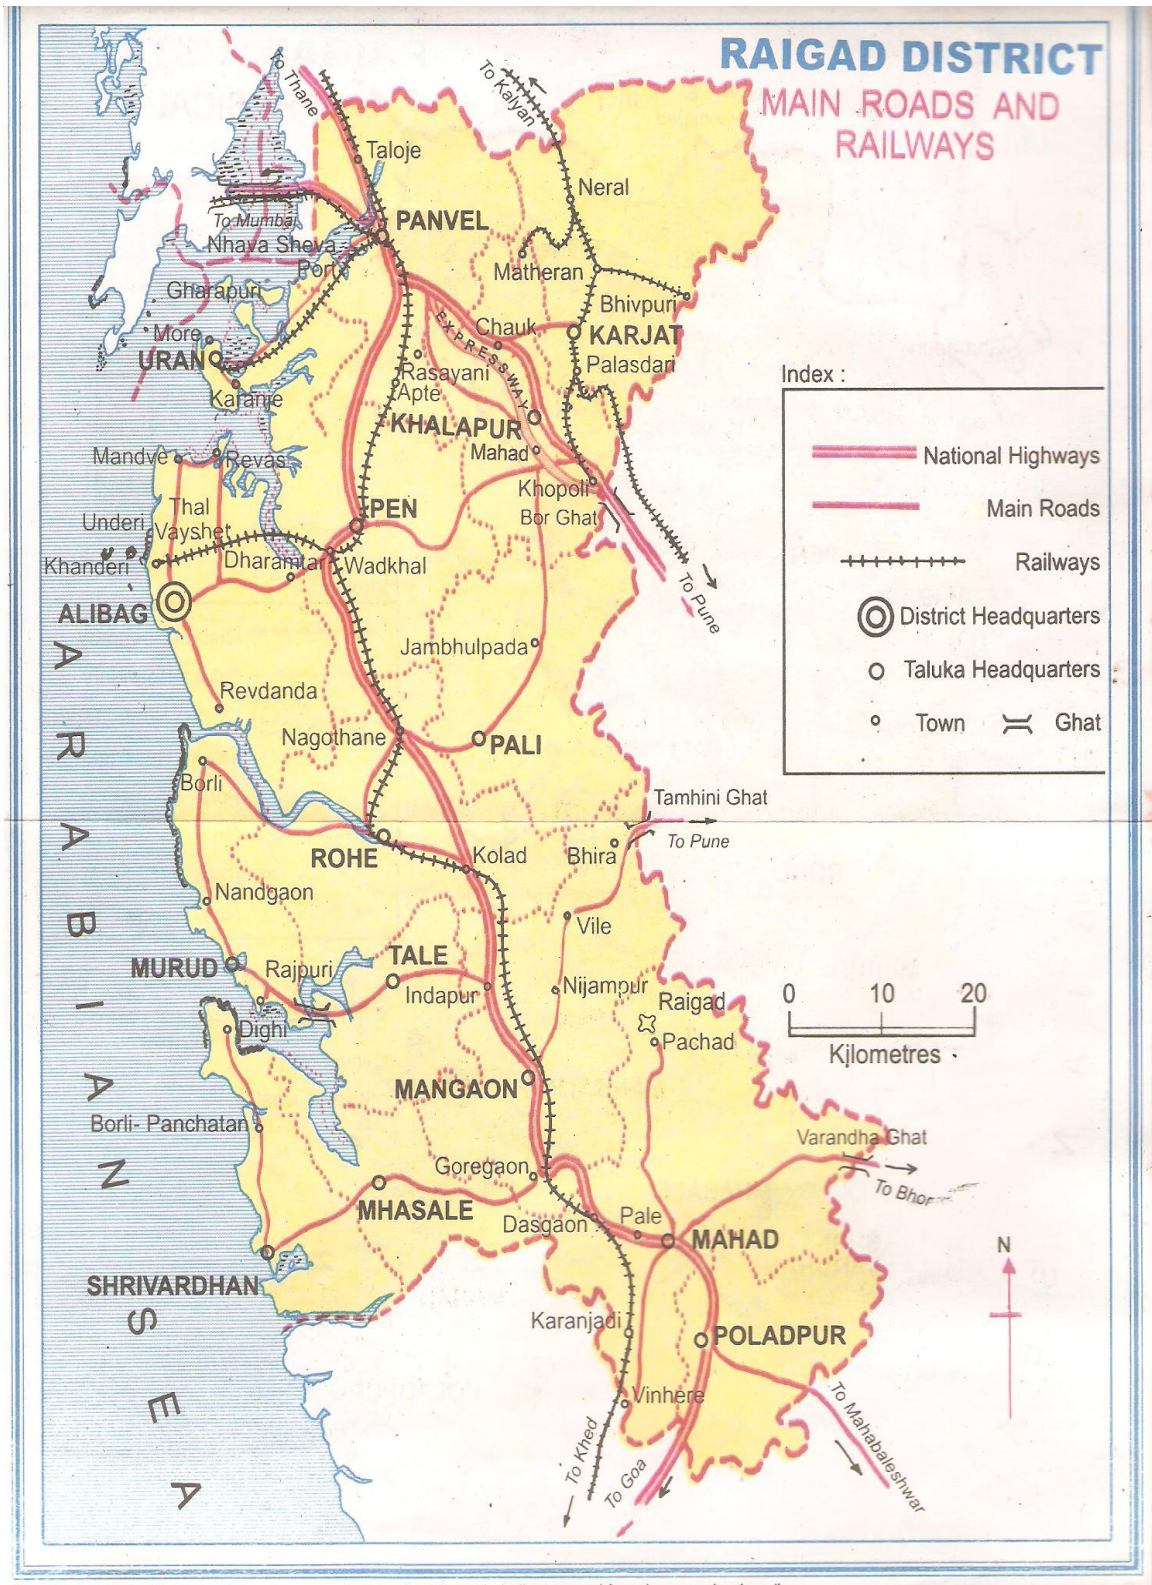 RAIGAD DISTRICT
MAIN ROADS AND
RAILWAYS
To Thane
To Kalyan
Taloje
Neral
PANVEL
To Mumbai
Nhava Sheva
Port
Matheran
Gharapuri
Bhivpuri
Chauk
EXPRESSWAY
KARJAT
More
URAN
Palasdari
Rasayani
Apte
Karanje
KHALAPUR
Mahad
Mandve
Revas
Khopoli
Bor Ghat
Thal
Vayshet
PEN
Underi
Khanderi
Dharamtar
Wadkhal
To Pune
ALIBAG
Jambhulpada
Revdanda
Nagothane
PALI
Borli
Tamhini Ghat
To Pune
Bhira
ROHE
Kolad
Nandgaon
Vile
MURUD
Rajpuri
TALE
Indapur
Nijampur
Raigad
Pachad
Dighi
MANGAON
Borli- Panchatan
Varandha Ghat
To Bhor
Goregaon
MHASALE
Dasgaon
Pale
MAHAD
SHRIVARDHAN
Karanjadi
POLADPUR
Vinhere
To Khed
To Goa
To Mahabaleshwar
ARABIAN SEA
Index :
National Highways
Main Roads
Railways
District Headquarters
Taluka Headquarters
Town
Ghat
0 10 20
Kilometres
N